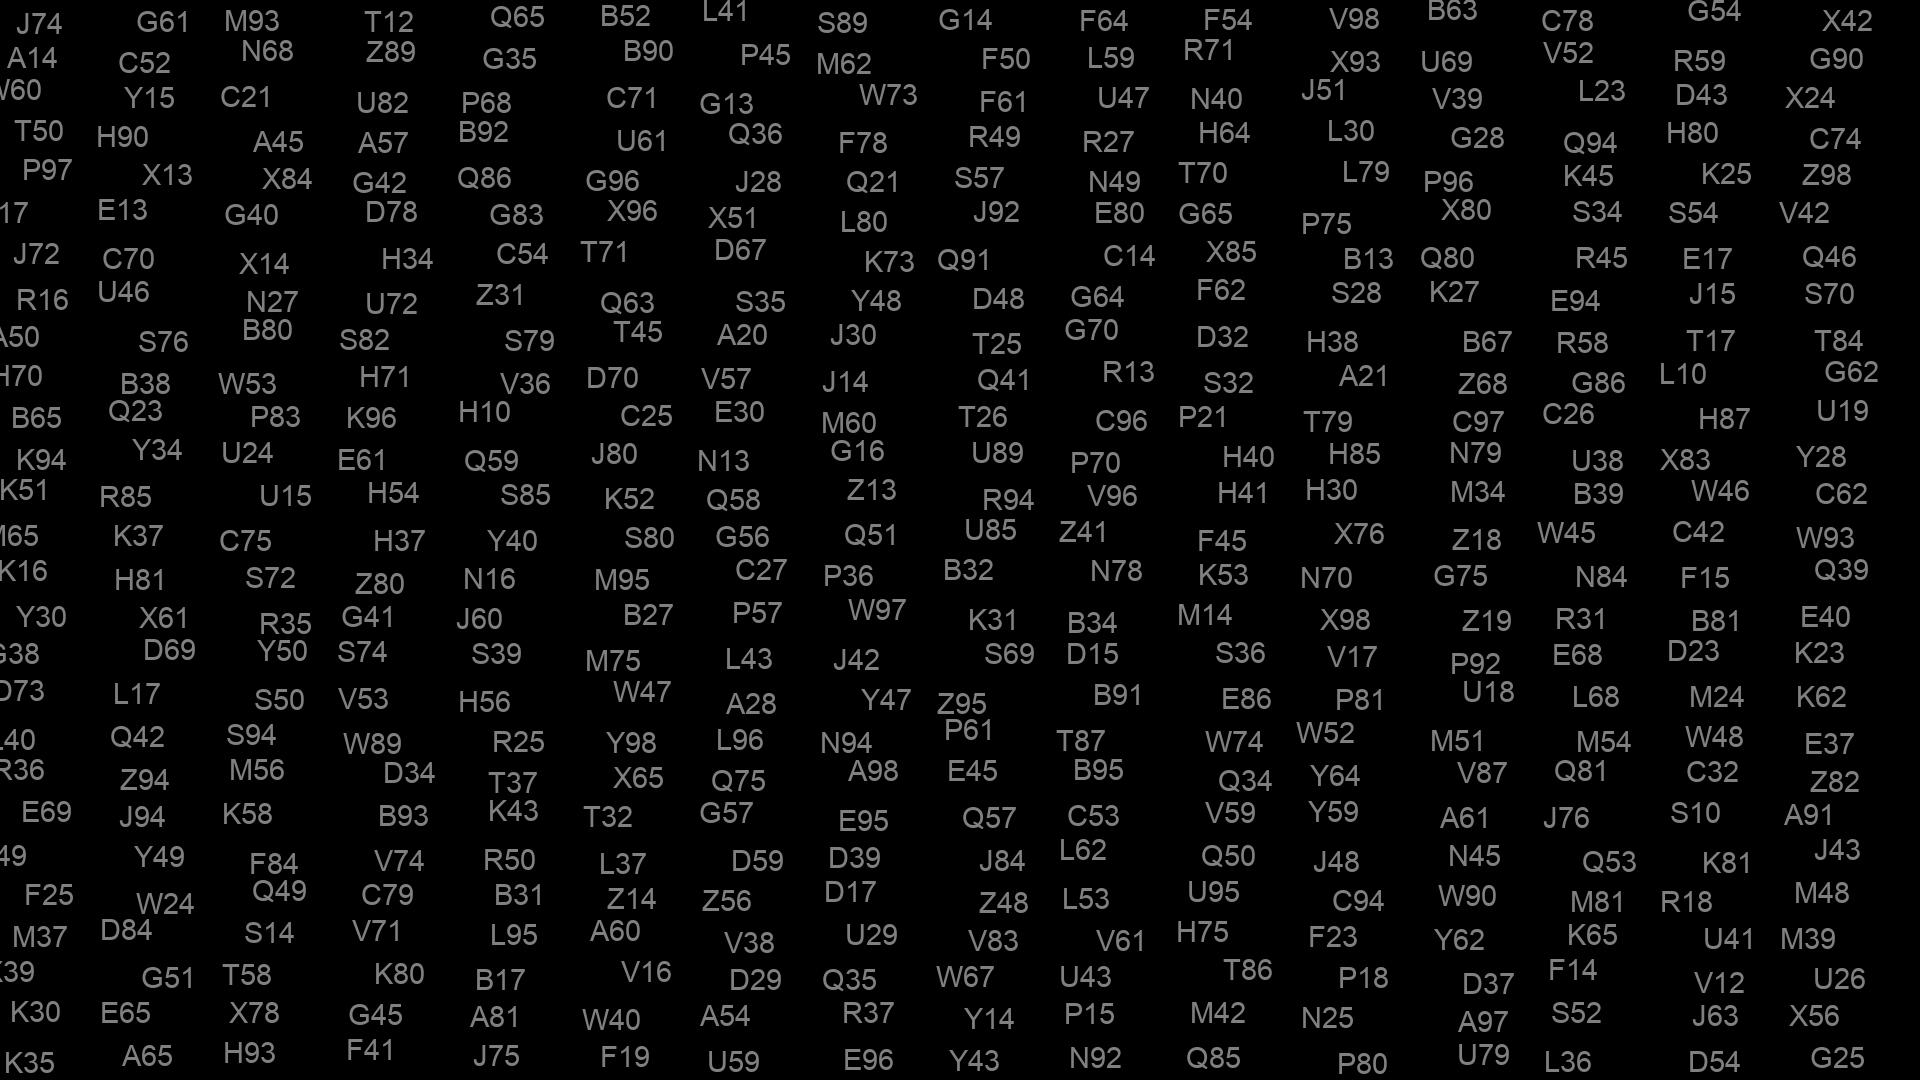 J74 G61 M93 T12 Q65 B52 L41 S89 G14 F64 F54 V98 B63 C78 G54 X42
A14 C52 N68 Z89 G35 B90 P45 M62 F50 L59 R71 X93 U69 V52 R59 G90
W60 Y15 C21 U82 P68 C71 G13 W73 F61 U47 N40 J51 V39 L23 D43 X24
T50 H90 A45 A57 B92 U61 Q36 F78 R49 R27 H64 L30 G28 Q94 H80 C74
P97 X13 X84 G42 Q86 G96 J28 Q21 S57 N49 T70 L79 P96 K45 K25 Z98
17 E13 G40 D78 G83 X96 X51 L80 J92 E80 G65 P75 X80 S34 S54 V42
J72 C70 X14 H34 C54 T71 D67 K73 Q91 C14 X85 B13 Q80 R45 E17 Q46
R16 U46 N27 U72 Z31 Q63 S35 Y48 D48 G64 F62 S28 K27 E94 J15 S70
A50 S76 B80 S82 S79 T45 A20 J30 T25 G70 D32 H38 B67 R58 T17 T84
H70 B38 W53 H71 V36 D70 V57 J14 Q41 R13 S32 A21 Z68 G86 L10 G62
B65 Q23 P83 K96 H10 C25 E30 M60 T26 C96 P21 T79 C97 C26 H87 U19
K94 Y34 U24 E61 Q59 J80 N13 G16 U89 P70 H40 H85 N79 U38 X83 Y28
K51 R85 U15 H54 S85 K52 Q58 Z13 R94 V96 H41 H30 M34 B39 W46 C62
M65 K37 C75 H37 Y40 S80 G56 Q51 U85 Z41 F45 X76 Z18 W45 C42 W93
K16 H81 S72 Z80 N16 M95 C27 P36 B32 N78 K53 N70 G75 N84 F15 Q39
Y30 X61 R35 G41 J60 B27 P57 W97 K31 B34 M14 X98 Z19 R31 B81 E40
G38 D69 Y50 S74 S39 M75 L43 J42 S69 D15 S36 V17 P92 E68 D23 K23
D73 L17 S50 V53 H56 W47 A28 Y47 Z95 B91 E86 P81 U18 L68 M24 K62
40 Q42 S94 W89 R25 Y98 L96 N94 P61 T87 W74 W52 M51 M54 W48 E37
R36 Z94 M56 D34 T37 X65 Q75 A98 E45 B95 Q34 Y64 V87 Q81 C32 Z82
E69 J94 K58 B93 K43 T32 G57 E95 Q57 C53 V59 Y59 A61 J76 S10 A91
49 Y49 F84 V74 R50 L37 D59 D39 J84 L62 Q50 J48 N45 Q53 K81 J43
F25 W24 Q49 C79 B31 Z14 Z56 D17 Z48 L53 U95 C94 W90 M81 R18 M48
M37 D84 S14 V71 L95 A60 V38 U29 V83 V61 H75 F23 Y62 K65 U41 M39
39 G51 T58 K80 B17 V16 D29 Q35 W67 U43 T86 P18 D37 F14 V12 U26
K30 E65 X78 G45 A81 W40 A54 R37 Y14 P15 M42 N25 A97 S52 J63 X56
K35 A65 H93 F41 J75 F19 U59 E96 Y43 N92 Q85 P80 U79 L36 D54 G25